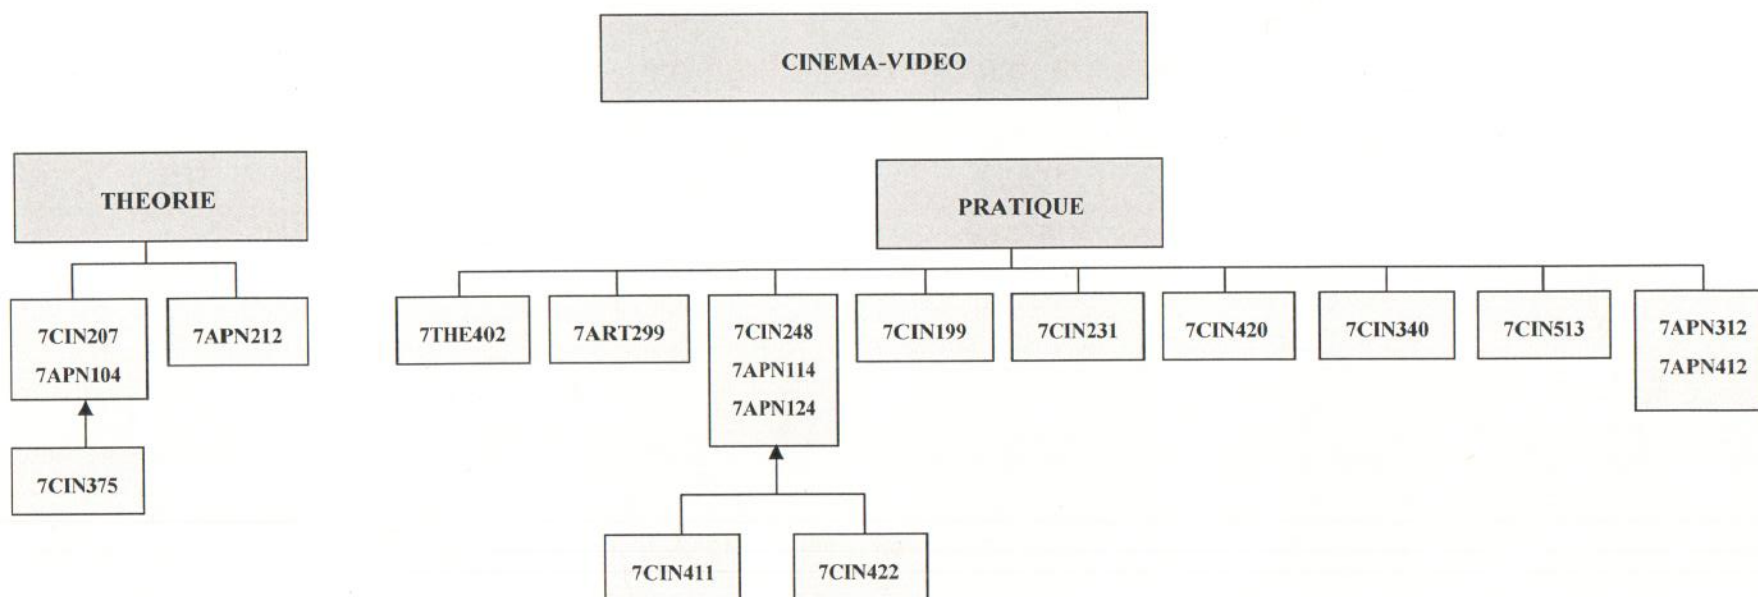 CINEMA-VIDEO
THEORIE
PRATIQUE
7CIN207
7APN104
7APN212
7THE402
7ART299
7CIN248
7APN114
7APN124
7CIN199
7CIN231
7CIN420
7CIN340
7CIN513
7APN312
7APN412
7CIN375
7CIN411
7CIN422